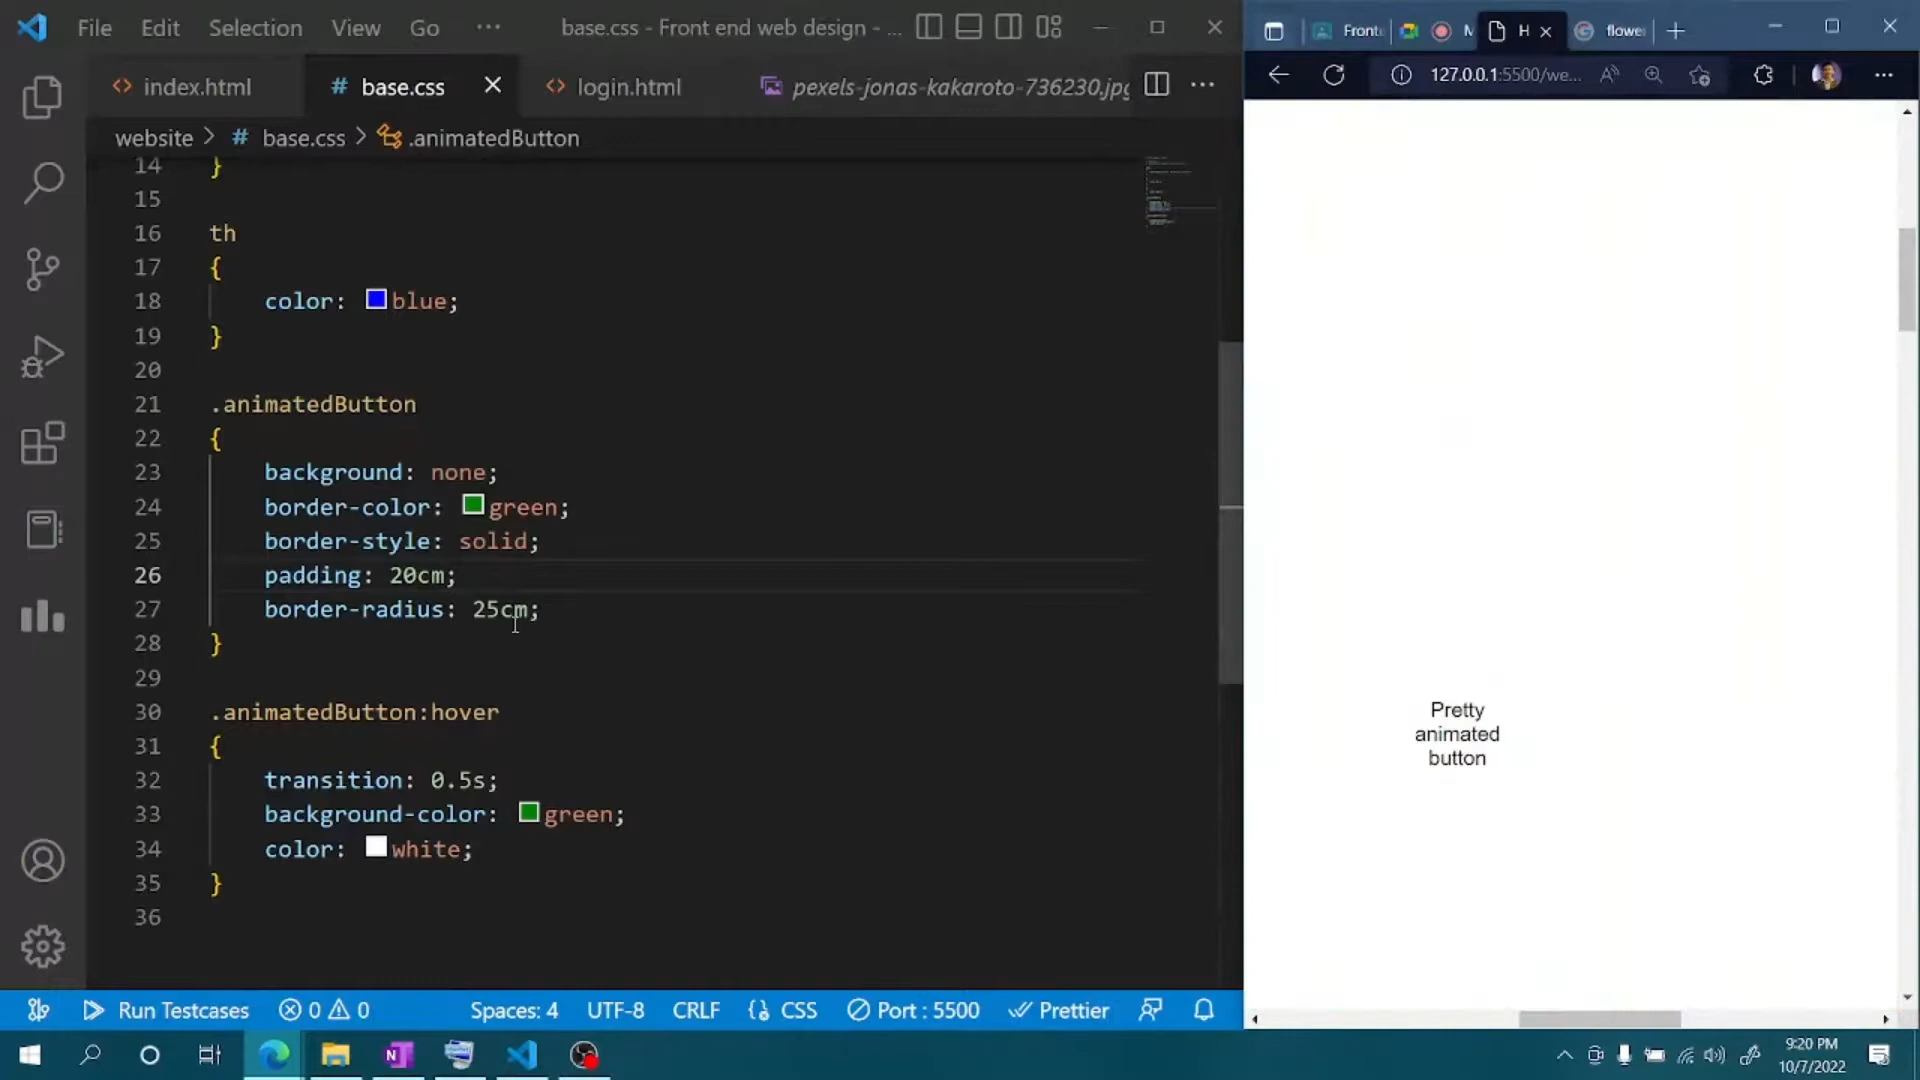 File Edit Selection View Go ··· base.css - Front end web design - ...
index.html # base.css login.html pexels-jonas-kakaroto-736230.jpg
website > # base.css > .animatedButton
14 }
15
16 th
17 {
18 color: blue;
19 }
20
21 .animatedButton
22 {
23 background: none;
24 border-color: green;
25 border-style: solid;
26 padding: 20cm;
27 border-radius: 25cm;
28 }
29
30 .animatedButton:hover
31 {
32 transition: 0.5s;
33 background-color: green;
34 color: white;
35 }
36
Run Testcases 0 0 Spaces: 4 UTF-8 CRLF CSS Port : 5500 Prettier
Front H flower
127.0.0.1:5500/we...
Pretty
animated
button
9:20 PM
10/7/2022